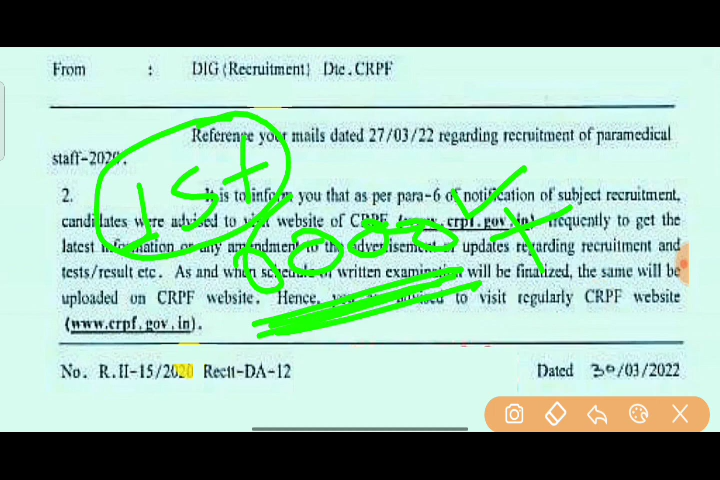 From : DIG (Recruitment) Dte. CRPF
Reference your mails dated 27/03/22 regarding recruitment of paramedical
staff-2020.
1st
2. It is to inform you that as per para-6 of notification of subject recruitment,
candidates were advised to visit website of CRPF (www.crpf.gov.in) frequently to get the
latest information or any amendment to the advertisement or updates regarding recruitment and
tests/result etc. As and when schedule of written examination will be finalized, the same will be
uploaded on CRPF website. Hence, you are advised to visit regularly CRPF website
(www.crpf.gov.in).
No. R.II-15/2020 Rectt-DA-12 Dated 30/03/2022